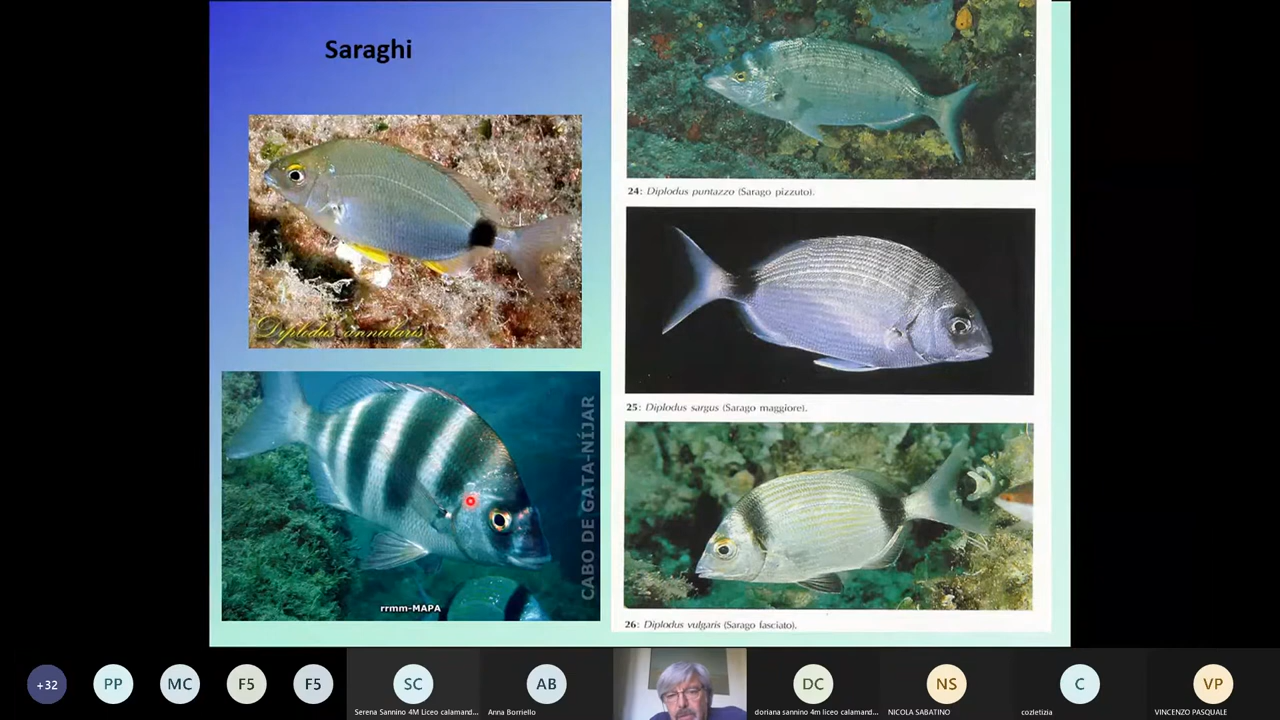 Saraghi
Diplodus annularis
CABO DE GATA-NÍJAR
rrmm-MAPA
24: Diplodus puntazzo (Sarago pizzuto).
25: Diplodus sargus (Sarago maggiore).
26: Diplodus vulgaris (Sarago fasciato).
+32
PP
MC
F5
F5
SC
AB
DC
NS
C
VP
Serena Sannino 4M Liceo calamand...
Anna Borriello
doriana sannino 4m liceo calamand...
NICOLA SABATINO
cozletizia
VINCENZO PASQUALE